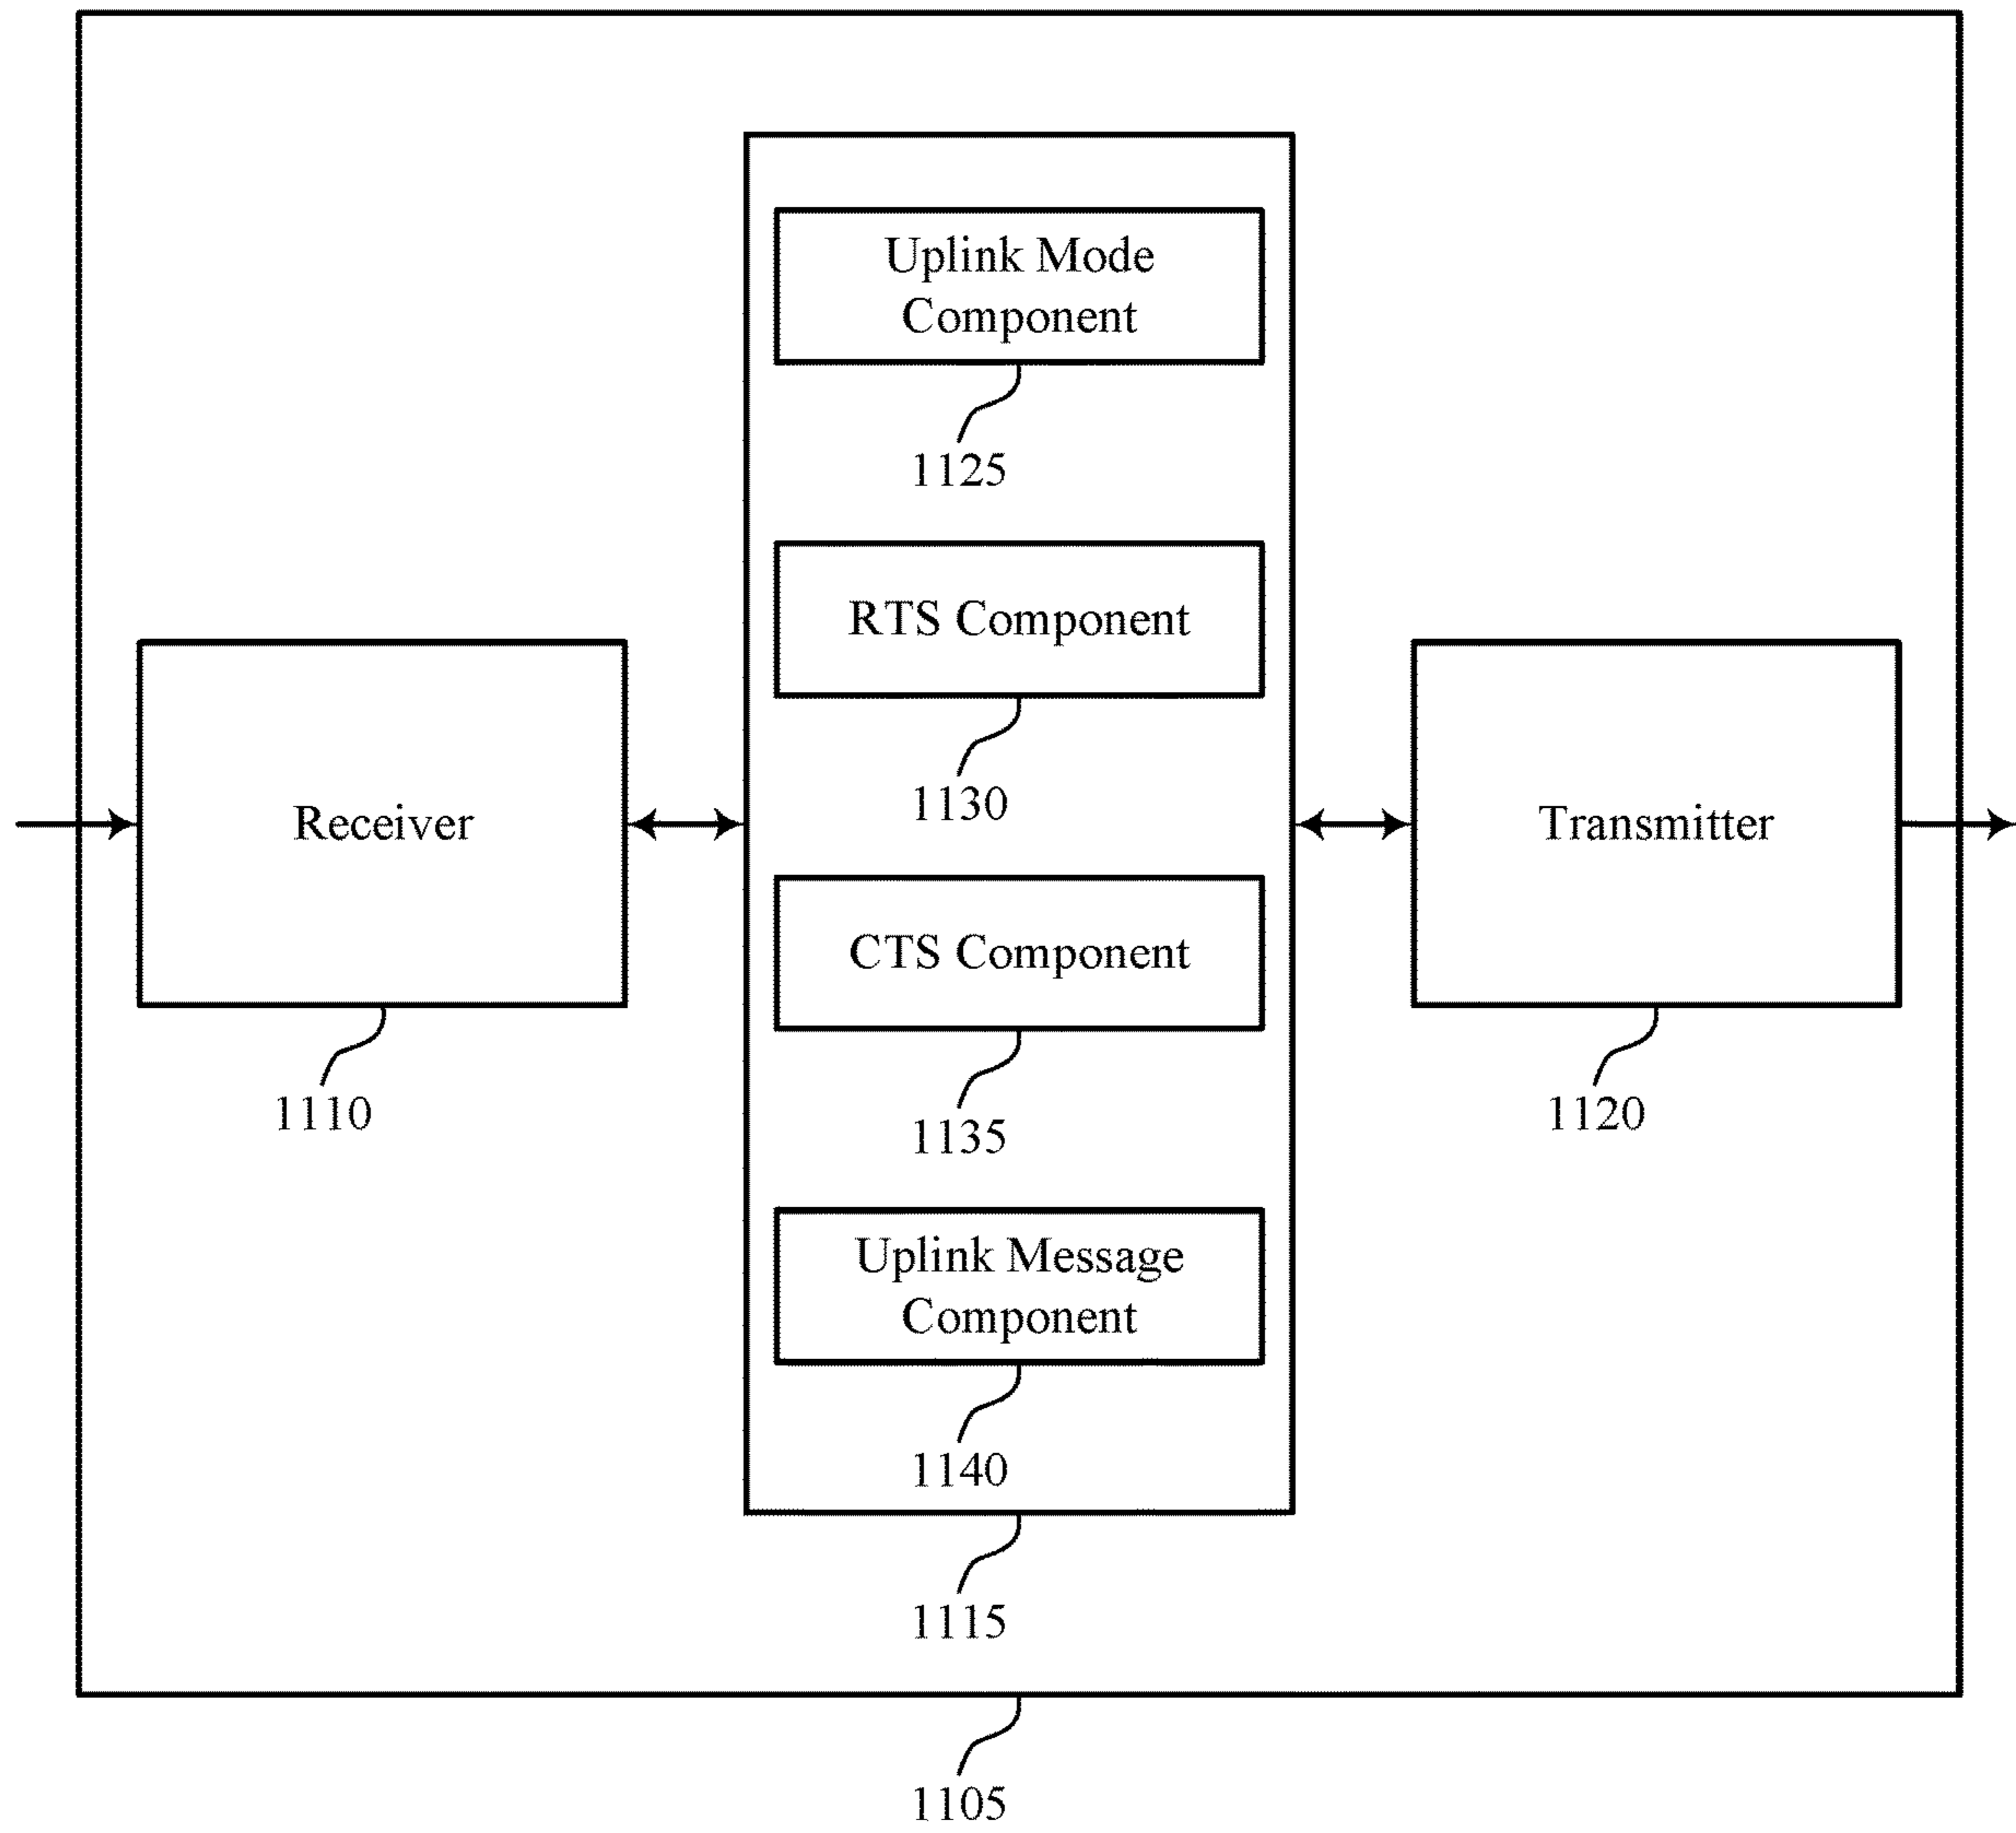 Uplink Mode
Component
1125
RTS Component
1130
Receiver
1110
CTS Component
1135
Transmitter
1120
Uplink Message
Component
1140
1115
1105